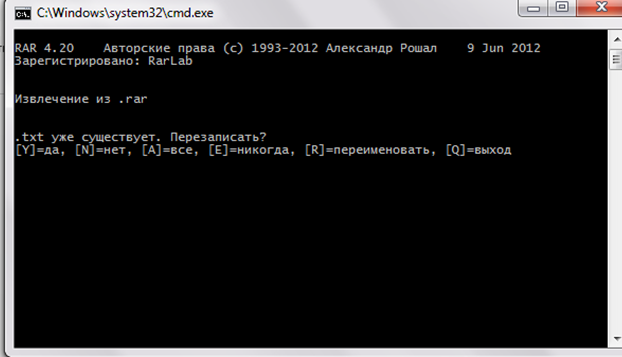 C:\Windows\system32\cmd.exe
RAR 4.20 Авторские права (c) 1993-2012 Александр Рошал 9 Jun 2012
Зарегистрировано: RarLab
Извлечение из .rar
.txt уже существует. Перезаписать?
[Y]=да, [N]=нет, [A]=все, [E]=никогда, [R]=переименовать, [Q]=выход